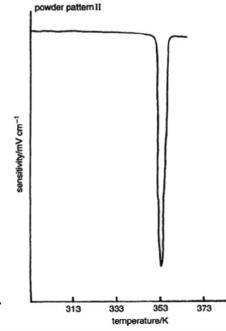 powder pattern II
sensitivity/mV cm⁻¹
313 333 353 373
temperature/K